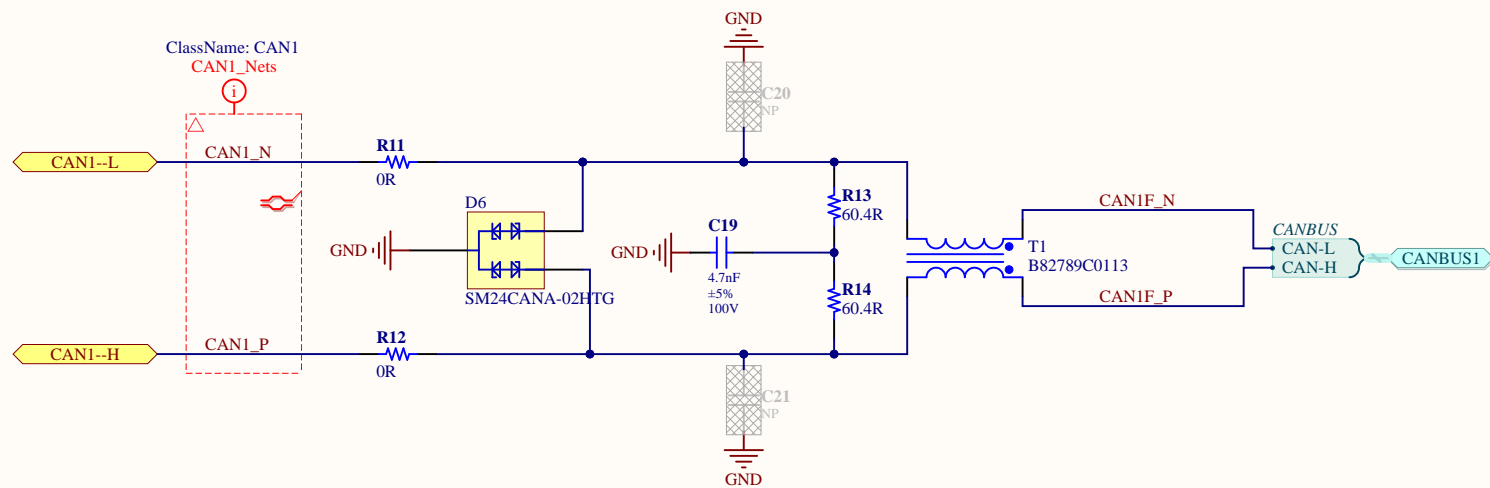 GND
ClassName: CAN1
CAN1_Nets
i
C20
NP
CAN1--L
CAN1_N
R11
0R
D6
GND
SM24CANA-02HTG
C19
GND
4.7nF
±5%
100V
R13
60.4R
R14
60.4R
T1
B82789C0113
CAN1F_N
CAN1F_P
CANBUS
CAN-L
CAN-H
CANBUS1
CAN1--H
CAN1_P
R12
0R
C21
NP
GND